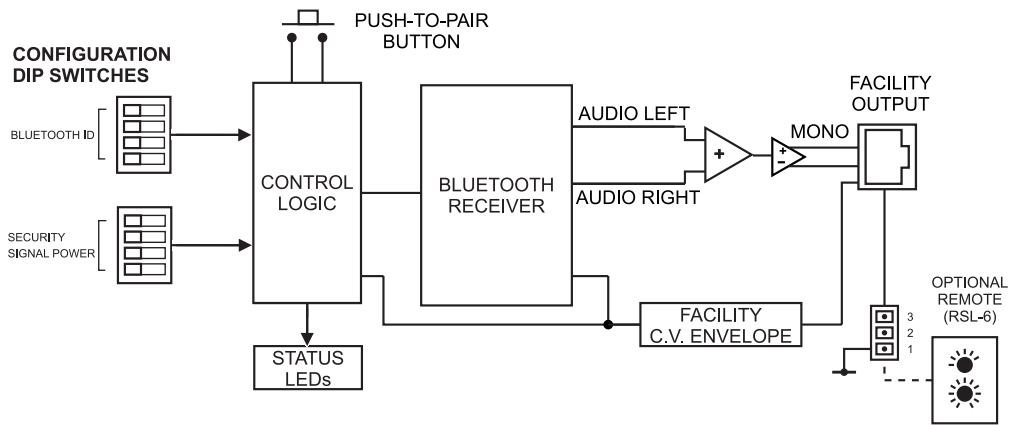 PUSH-TO-PAIR
BUTTON
CONFIGURATION
DIP SWITCHES
BLUETOOTH ID
SECURITY
SIGNAL POWER
CONTROL
LOGIC
STATUS
LEDs
BLUETOOTH
RECEIVER
AUDIO LEFT
AUDIO RIGHT
+
+
−
MONO
FACILITY
OUTPUT
FACILITY
C.V. ENVELOPE
3
2
1
OPTIONAL
REMOTE
(RSL-6)